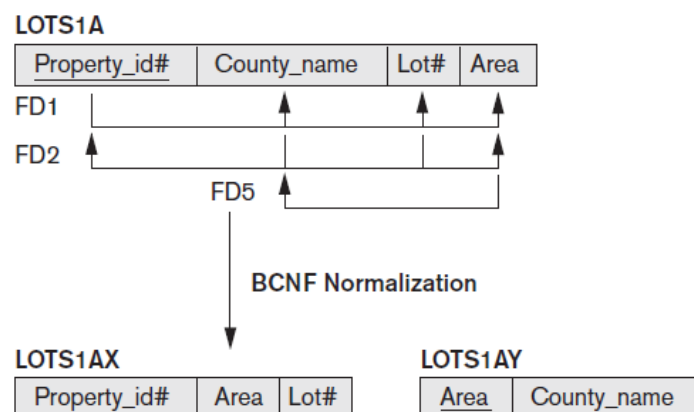 LOTS1A
Property_id# County_name Lot# Area
FD1
FD2
FD5
BCNF Normalization
LOTS1AX LOTS1AY
Property_id# Area Lot# Area County_name